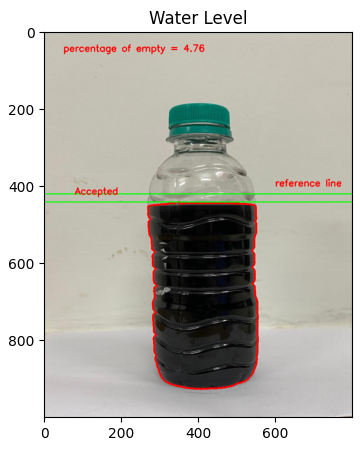 Water Level
percentage of empty = 4.76
reference line
Accepted
0
200
400
600
800
0
200
400
600